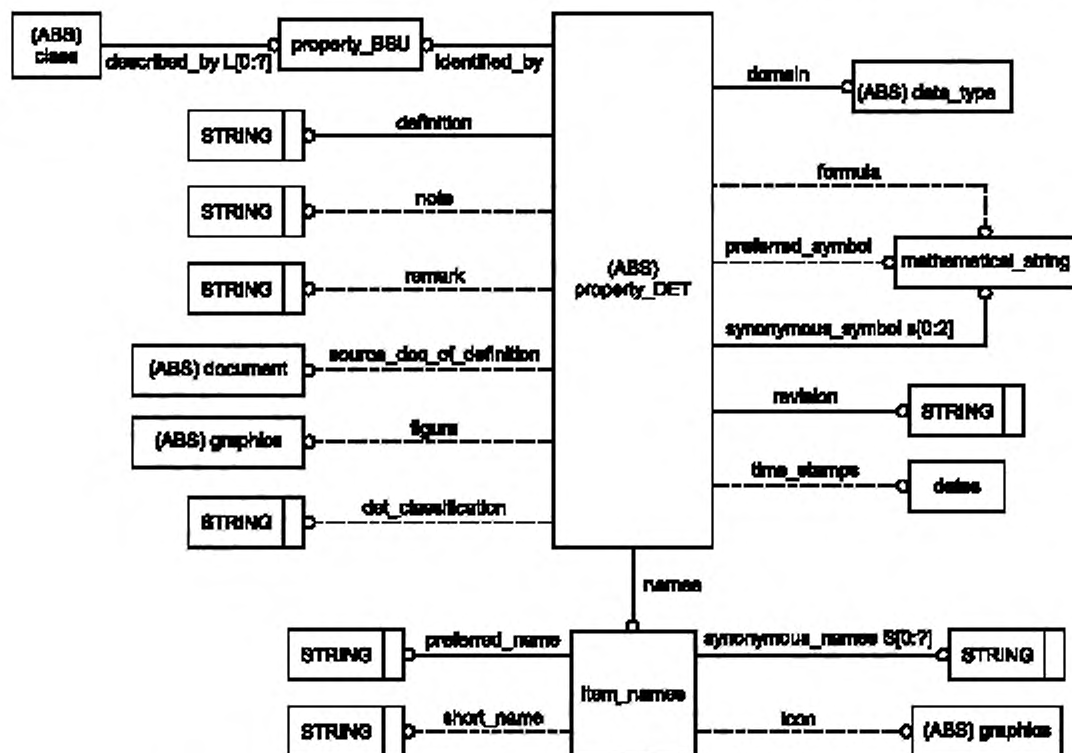 (ABS)
class
described_by L[0:?]
property_BSU
identified_by
domain
(ABS) data_type
STRING
definition
formula
STRING
note
preferred_symbol
mathematical_string
STRING
remark
(ABS)
property_DET
synonymous_symbol s[0:2]
(ABS) document
source_doc_of_definition
revision
STRING
(ABS) graphics
figure
time_stamps
dates
STRING
det_classification
names
STRING
preferred_name
item_names
synonymous_names S[0:?]
STRING
STRING
short_name
icon
(ABS) graphics